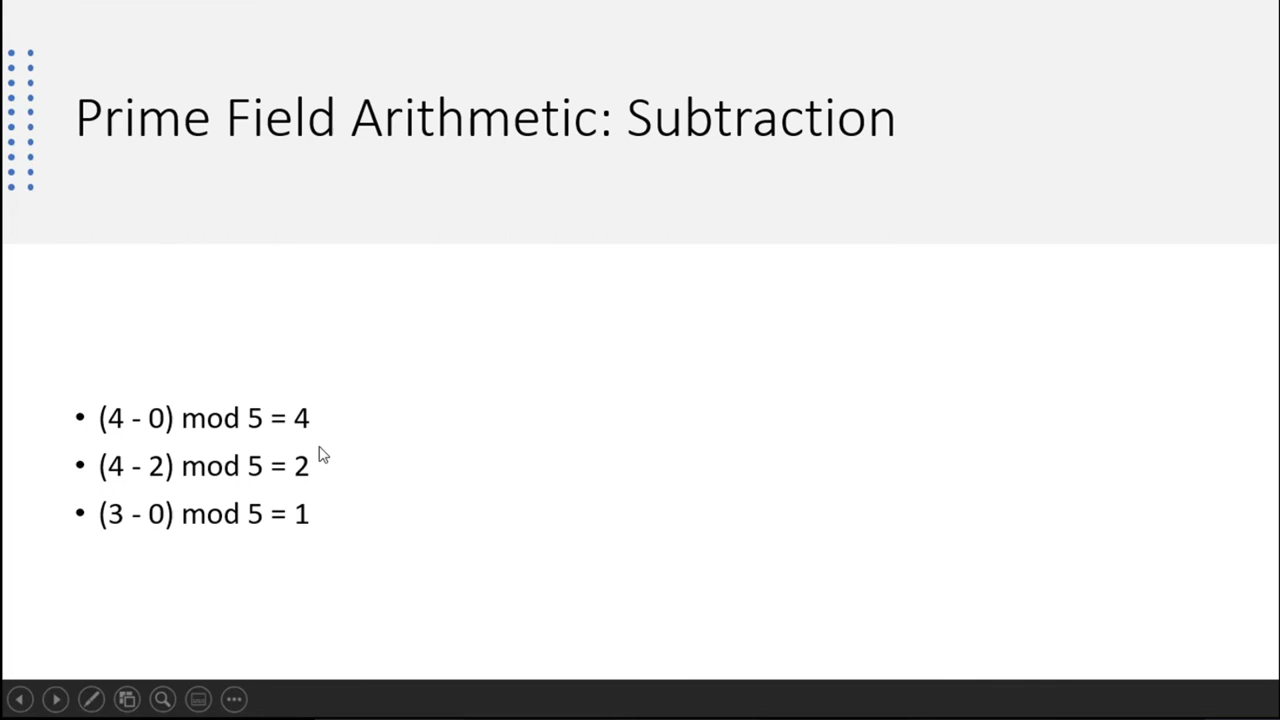 Prime Field Arithmetic: Subtraction
• (4 - 0) mod 5 = 4
• (4 - 2) mod 5 = 2
• (3 - 0) mod 5 = 1